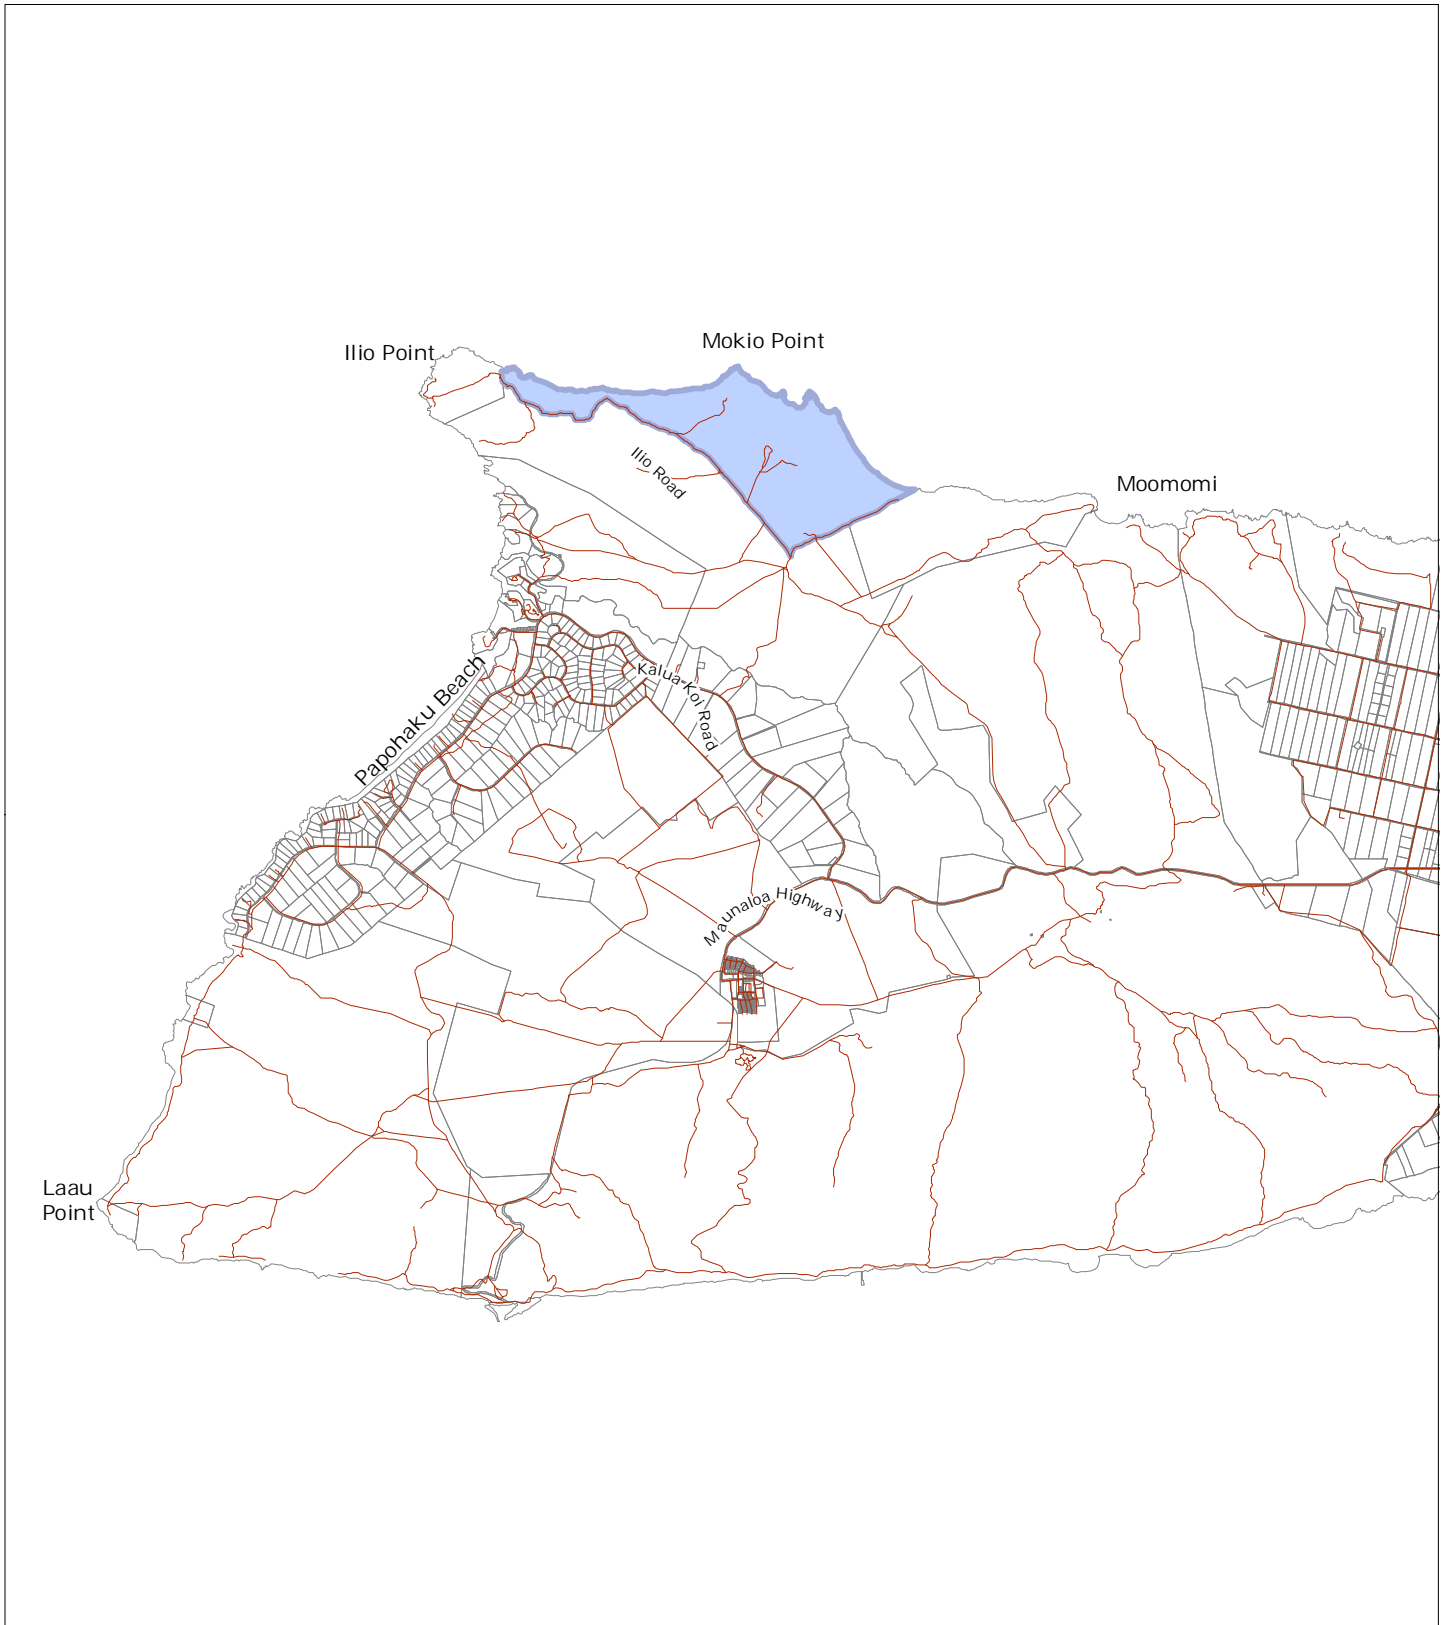 Mokio Point
Ilio Point
Ilio Road
Moomomi
Papohaku Beach
Kalua-Koi Road
Maunaloa Highway
Laau
Point